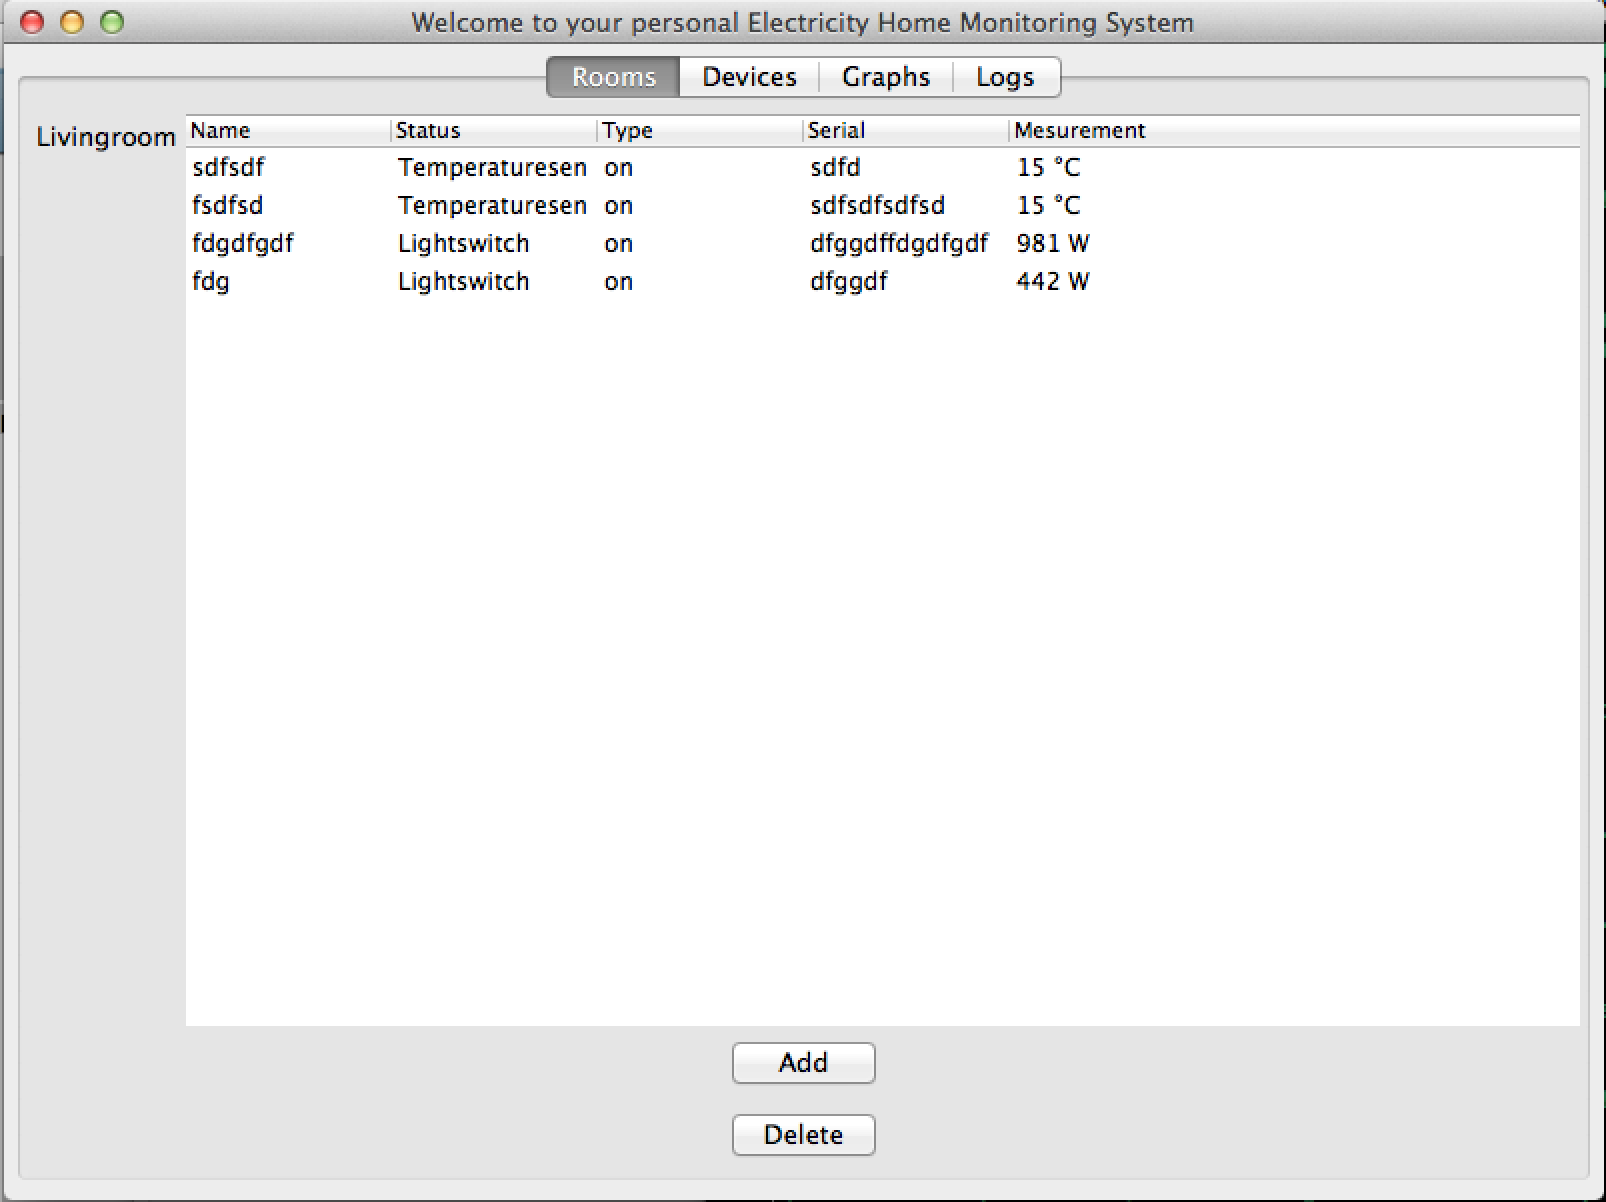 Welcome to your personal Electricity Home Monitoring System
Rooms Devices Graphs Logs
Livingroom
Name Status Type Serial Mesurement
sdfsdf Temperaturesen on sdfd 15 °C
fsdfsd Temperaturesen on sdfsdfsdfsd 15 °C
fdgdfgdf Lightswitch on dfggdffdgdfgdf 981 W
fdg Lightswitch on dfggdf 442 W
Add
Delete